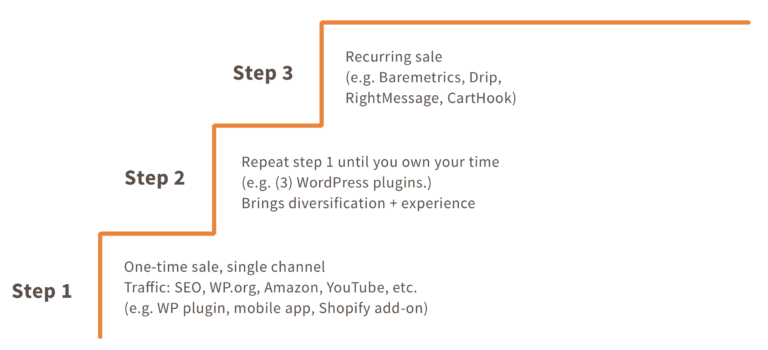 Step 3
Recurring sale
(e.g. Baremetrics, Drip,
RightMessage, CartHook)
Step 2
Repeat step 1 until you own your time
(e.g. (3) WordPress plugins.)
Brings diversification + experience
Step 1
One-time sale, single channel
Traffic: SEO, WP.org, Amazon, YouTube, etc.
(e.g. WP plugin, mobile app, Shopify add-on)